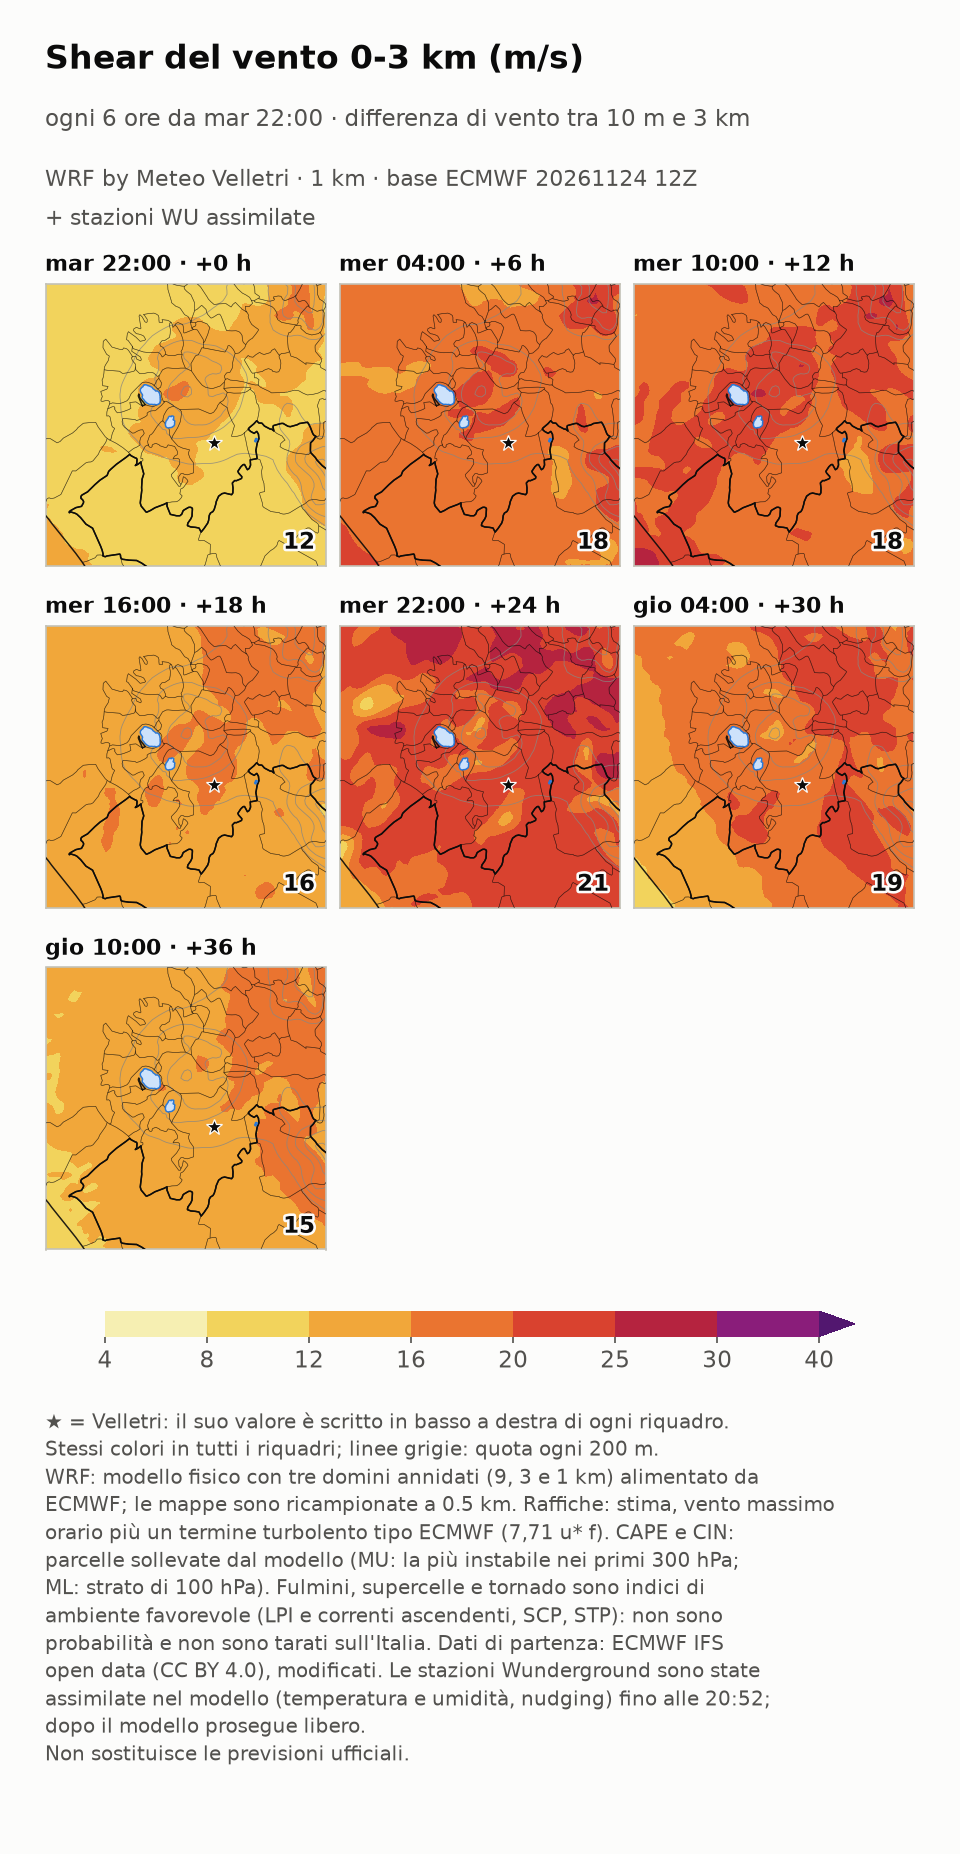 Shear del vento 0-3 km (m/s)
ogni 6 ore da mar 22:00 · differenza di vento tra 10 m e 3 km
WRF by Meteo Velletri · 1 km · base ECMWF 20261124 12Z
+ stazioni WU assimilate
mar 22:00 · +0 h
mer 04:00 · +6 h
mer 10:00 · +12 h
12
18
18
mer 16:00 · +18 h
mer 22:00 · +24 h
gio 04:00 · +30 h
16
21
19
gio 10:00 · +36 h
15
4 8 12 16 20 25 30 40
★ = Velletri: il suo valore è scritto in basso a destra di ogni riquadro.
Stessi colori in tutti i riquadri; linee grigie: quota ogni 200 m.
WRF: modello fisico con tre domini annidati (9, 3 e 1 km) alimentato da
ECMWF; le mappe sono ricampionate a 0.5 km. Raffiche: stima, vento massimo
orario più un termine turbolento tipo ECMWF (7,71 u* f). CAPE e CIN:
parcelle sollevate dal modello (MU: la più instabile nei primi 300 hPa;
ML: strato di 100 hPa). Fulmini, supercelle e tornado sono indici di
ambiente favorevole (LPI e correnti ascendenti, SCP, STP): non sono
probabilità e non sono tarati sull'Italia. Dati di partenza: ECMWF IFS
open data (CC BY 4.0), modificati. Le stazioni Wunderground sono state
assimilate nel modello (temperatura e umidità, nudging) fino alle 20:52;
dopo il modello prosegue libero.
Non sostituisce le previsioni ufficiali.